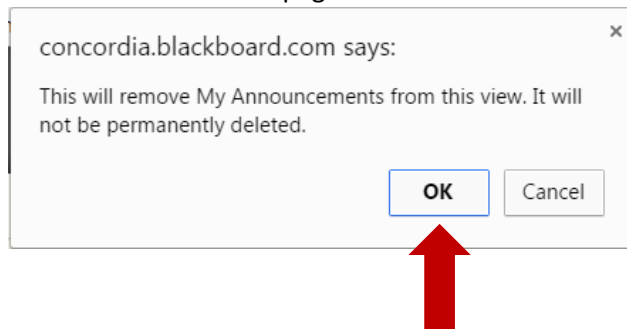 concordia.blackboard.com says:
This will remove My Announcements from this view. It will
not be permanently deleted.
OK
Cancel